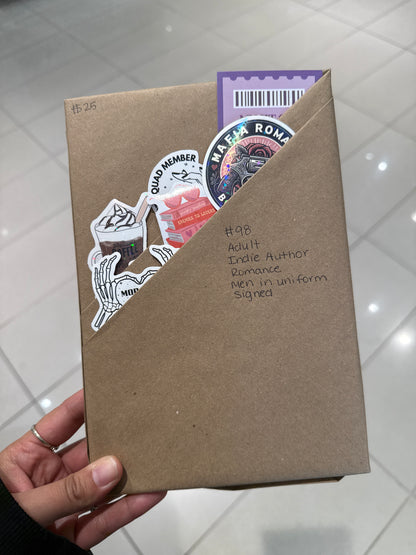 $25
QUAD MEMBER
MAFIA ROMA
#98
Adult
Indie Author
Romance
Men in uniform
Signed